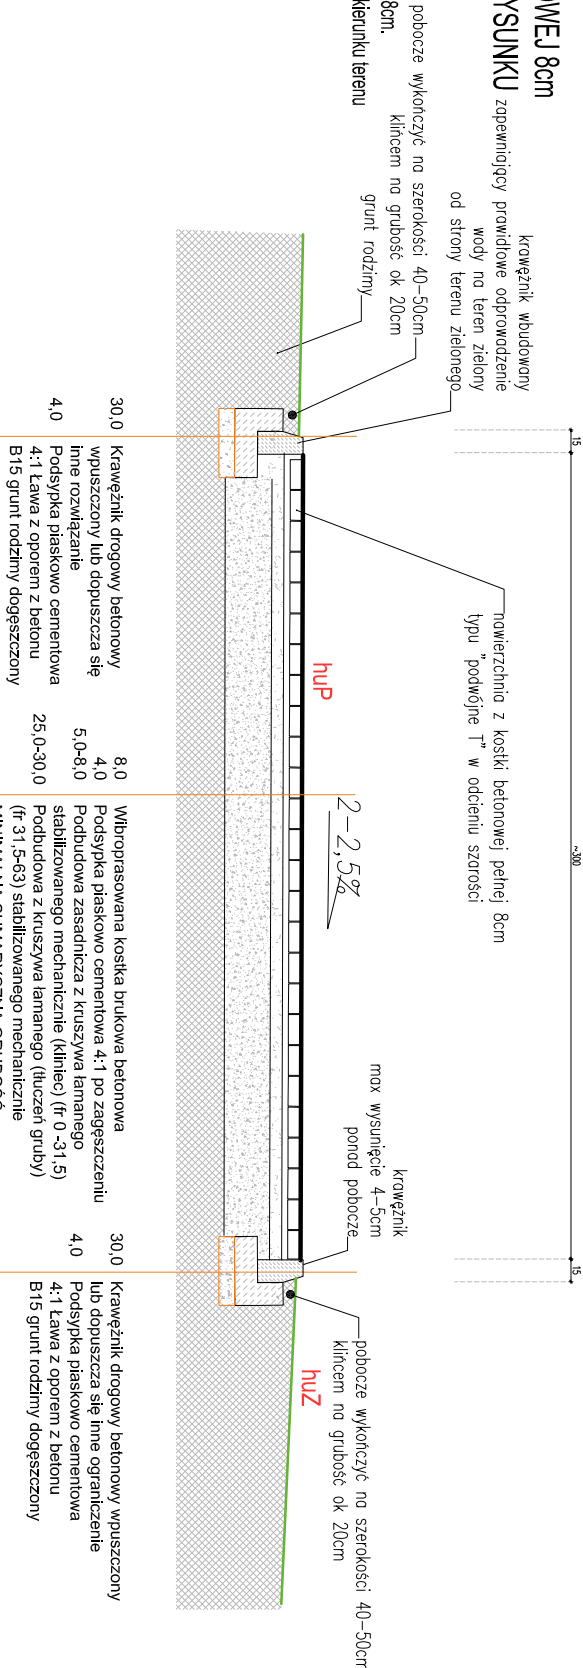 OWEJ 8cm
YSUNKU
8cm.
kierunku terenu
krawężnik wbudowany
zapewniający prawidłowe odprowadzenie
wody na teren zielony
od strony terenu zielonego
pobocze wykończyć na szerokości 40-50cm
klińcem na grubość ok 20cm
grunt rodzimy
15
~300
15
nawierzchnia z kostki betonowej pełnej 8cm
typu "podwójne T" w odcieniu szarości
huP
2-2,5%
krawężnik
max wysunięcie 4-5cm
ponad pobocze
pobocze wykończyć na szerokości 40-50cm
klińcem na grubość ok 20cm
huZ
30,0 Krawężnik drogowy betonowy
wpuszczony lub dopuszcza się
inne rozwiązanie
4,0 Podsypka piaskowo cementowa
4:1 Ława z oporem z betonu
B15 grunt rodzimy dogęszczony
8,0 Wibroprasowana kostka brukowa betonowa
4,0 Podsypka piaskowo cementowa 4:1 po zagęszczeniu
5,0-8,0 Podbudowa zasadnicza z kruszywa łamanego
stabilizowanego mechanicznie (kliniec) (fr 0 -31,5)
25,0-30,0 Podbudowa z kruszywa łamanego (tłuczeń gruby)
(fr 31,5-63) stabilizowanego mechanicznie
30,0 Krawężnik drogowy betonowy wpuszczony
lub dopuszcza się inne ograniczenie
4,0 Podsypka piaskowo cementowa
4:1 Ława z oporem z betonu
B15 grunt rodzimy dogęszczony